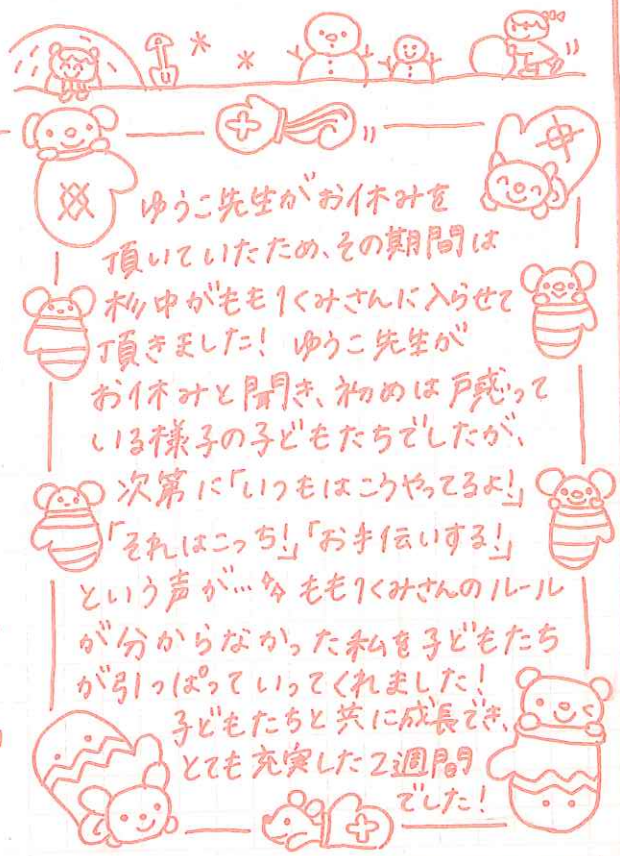 ゆうこ先生がお休みを
頂いていたため、その期間は
杉中がもも1くみさんに入らせて
頂きました! ゆうこ先生が
お休みと聞き、初めは戸惑って
いる様子の子どもたちでしたが、
次第に「いつもはこうやってるよ!」
「それはこっち!」「お手伝いする!」
という声が… もも1くみさんのルール
が分からなかった私を子どもたち
が引っぱっていってくれました!
子どもたちと共に成長でき、
とても充実した2週間
でした!